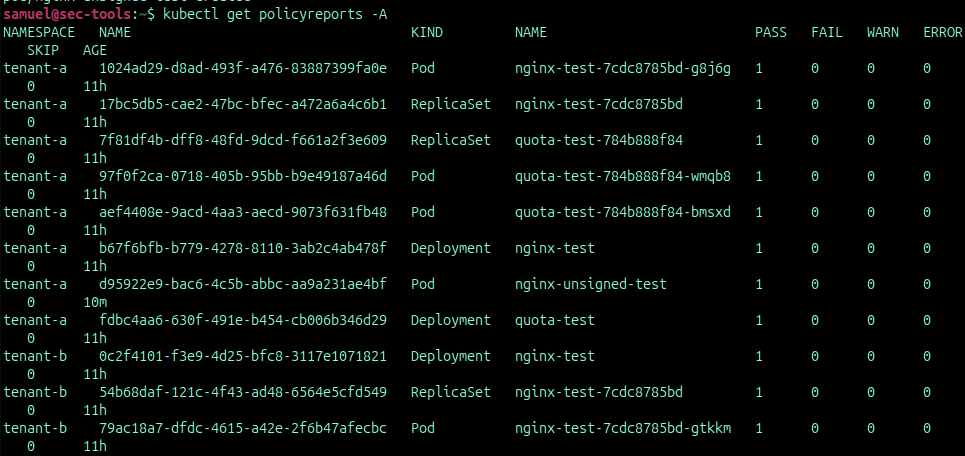 samuel@sec-tools:~$ kubectl get policyreports -A
NAMESPACE   NAME                                   KIND         NAME                          PASS   FAIL   WARN   ERROR
   SKIP   AGE
tenant-a    1024ad29-d8ad-493f-a476-83887399fa0e   Pod          nginx-test-7cdc8785bd-g8j6g   1      0      0      0
   0      11h
tenant-a    17bc5db5-cae2-47bc-bfec-a472a6a4c6b1   ReplicaSet   nginx-test-7cdc8785bd         1      0      0      0
   0      11h
tenant-a    7f81df4b-dff8-48fd-9dcd-f661a2f3e609   ReplicaSet   quota-test-784b888f84         1      0      0      0
   0      11h
tenant-a    97f0f2ca-0718-405b-95bb-b9e49187a46d   Pod          quota-test-784b888f84-wmqb8   1      0      0      0
   0      11h
tenant-a    aef4408e-9acd-4aa3-aecd-9073f631fb48   Pod          quota-test-784b888f84-bmsxd   1      0      0      0
   0      11h
tenant-a    b67f6bfb-b779-4278-8110-3ab2c4ab478f   Deployment   nginx-test                    1      0      0      0
   0      11h
tenant-a    d95922e9-bac6-4c5b-abbc-aa9a231ae4bf   Pod          nginx-unsigned-test           1      0      0      0
   0      10m
tenant-a    fdbc4aa6-630f-491e-b454-cb006b346d29   Deployment   quota-test                    1      0      0      0
   0      11h
tenant-b    0c2f4101-f3e9-4d25-bfc8-3117e1071821   Deployment   nginx-test                    1      0      0      0
   0      11h
tenant-b    54b68daf-121c-4f43-ad48-6564e5cfd549   ReplicaSet   nginx-test-7cdc8785bd         1      0      0      0
   0      11h
tenant-b    79ac18a7-dfdc-4615-a42e-2f6b47afecbc   Pod          nginx-test-7cdc8785bd-gtkkm   1      0      0      0
   0      11h